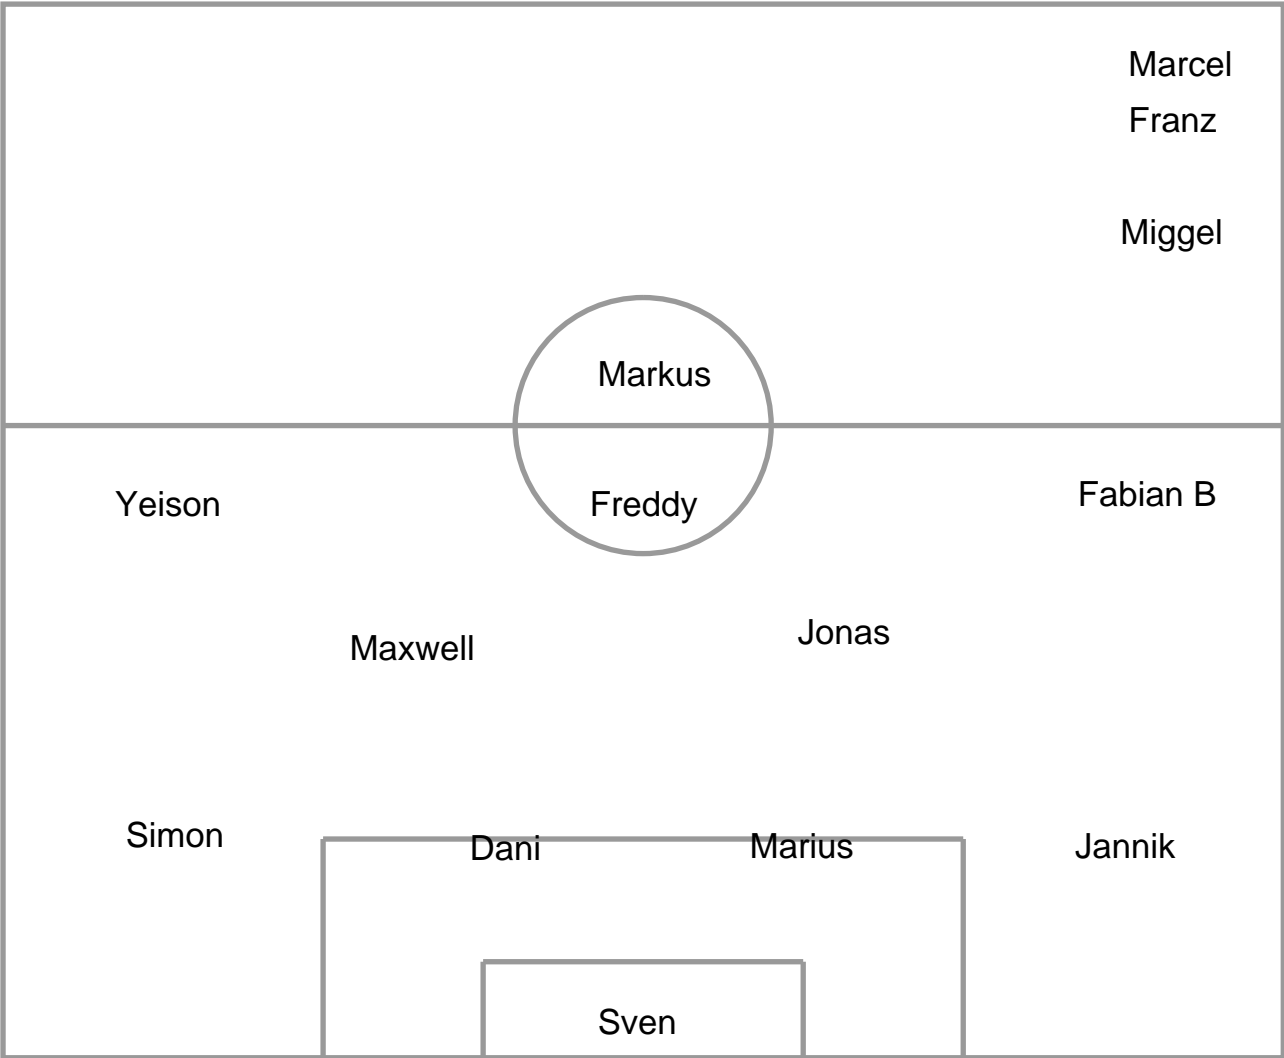 Marcel
Franz
Miggel
Markus
Yeison
Freddy
Fabian B
Maxwell
Jonas
Simon
Dani
Marius
Jannik
Sven